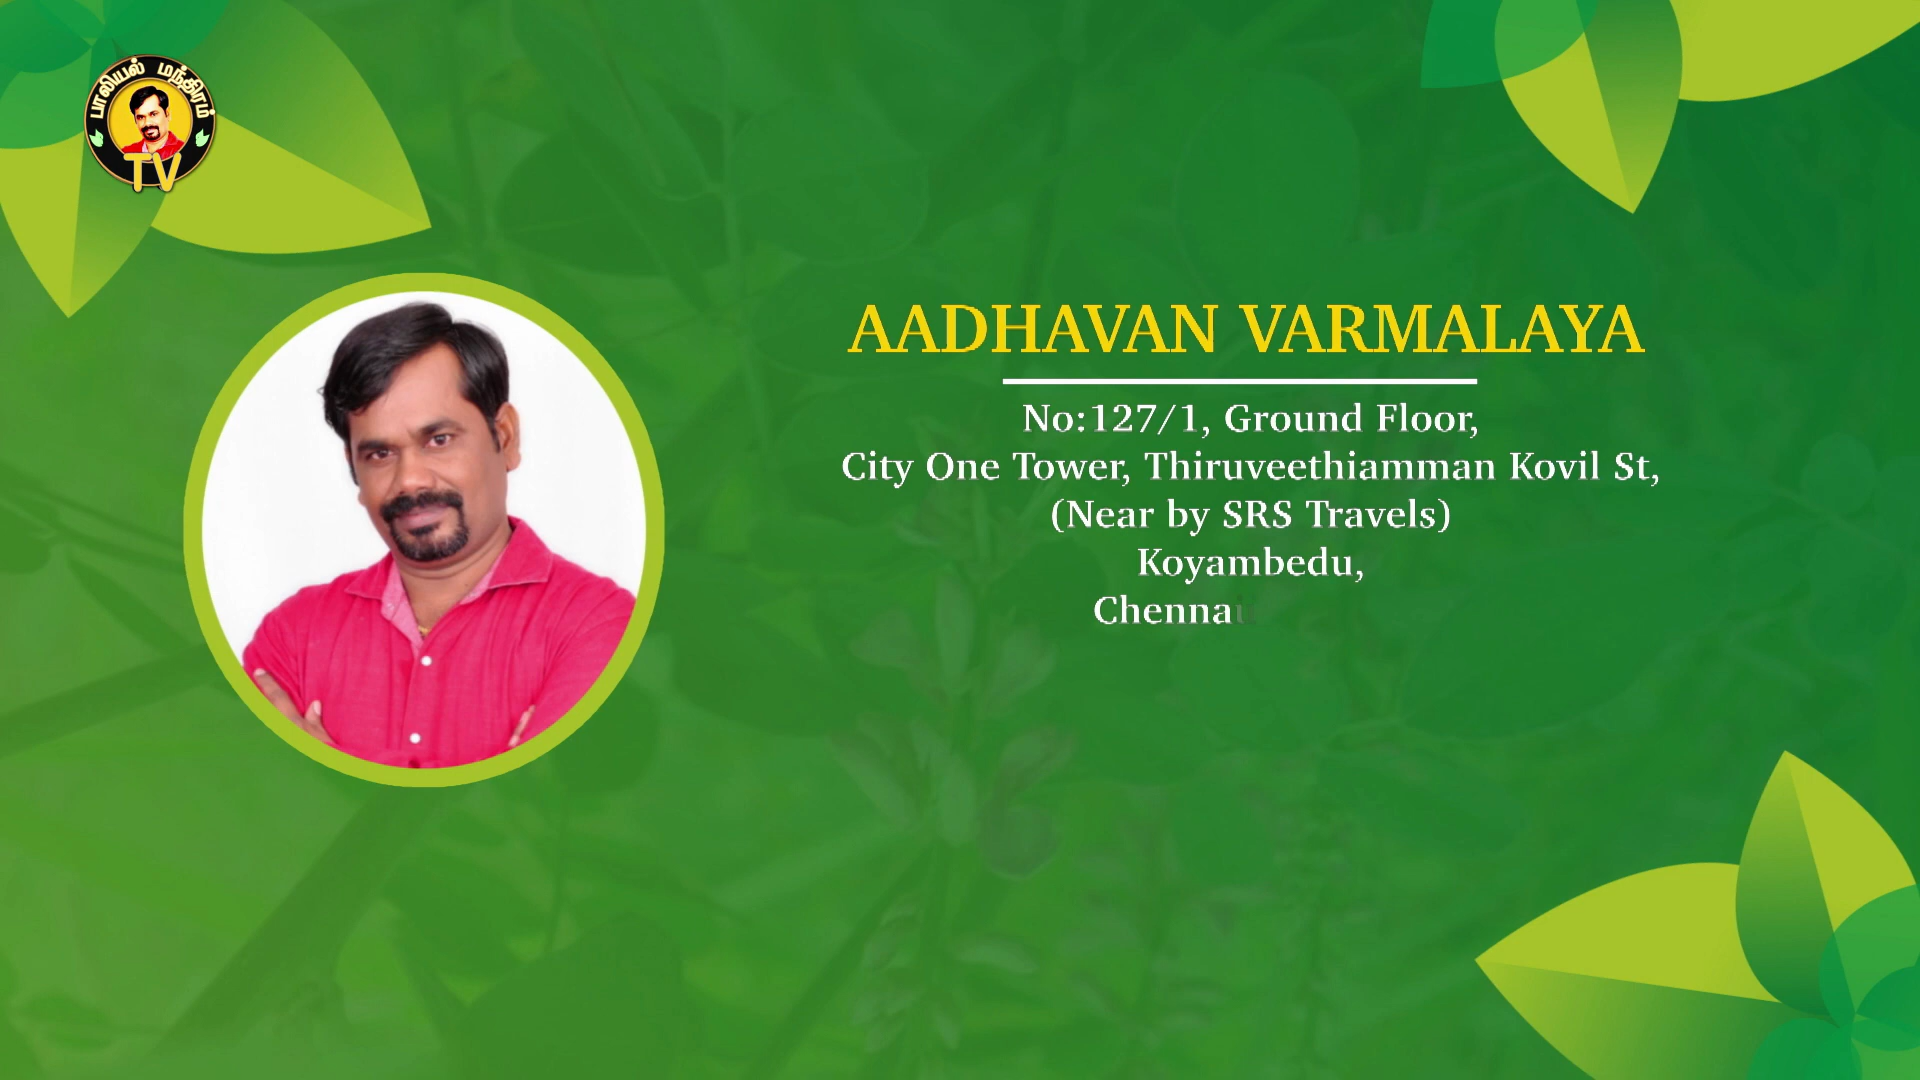 பாலியல் மந்திரம்
TV
AADHAVAN VARMALAYA
No:127/1, Ground Floor,
City One Tower, Thiruveethiamman Kovil St,
(Near by SRS Travels)
Koyambedu,
Chennai